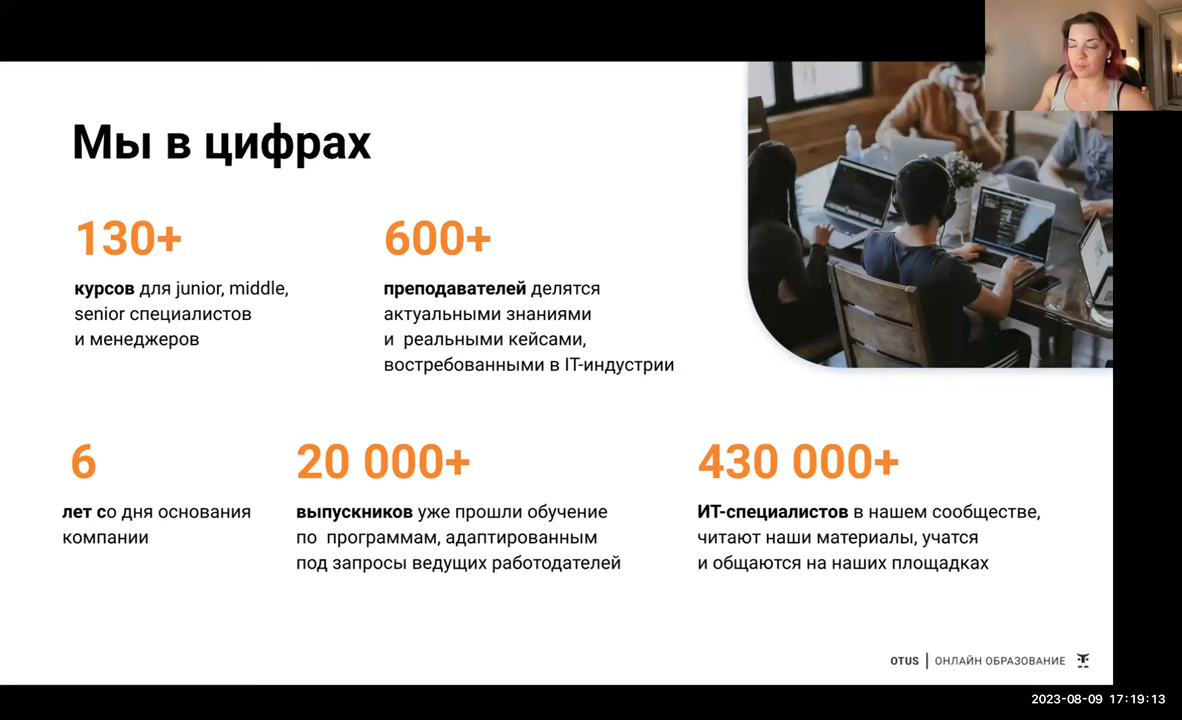 Мы в цифрах
130+
курсов для junior, middle,
senior специалистов
и менеджеров
600+
преподавателей делятся
актуальными знаниями
и реальными кейсами,
востребованными в IT-индустрии
6
лет со дня основания
компании
20 000+
выпускников уже прошли обучение
по программам, адаптированным
под запросы ведущих работодателей
430 000+
ИТ-специалистов в нашем сообществе,
читают наши материалы, учатся
и общаются на наших площадках
OTUS | ОНЛАЙН ОБРАЗОВАНИЕ
2023-08-09 17:19:13